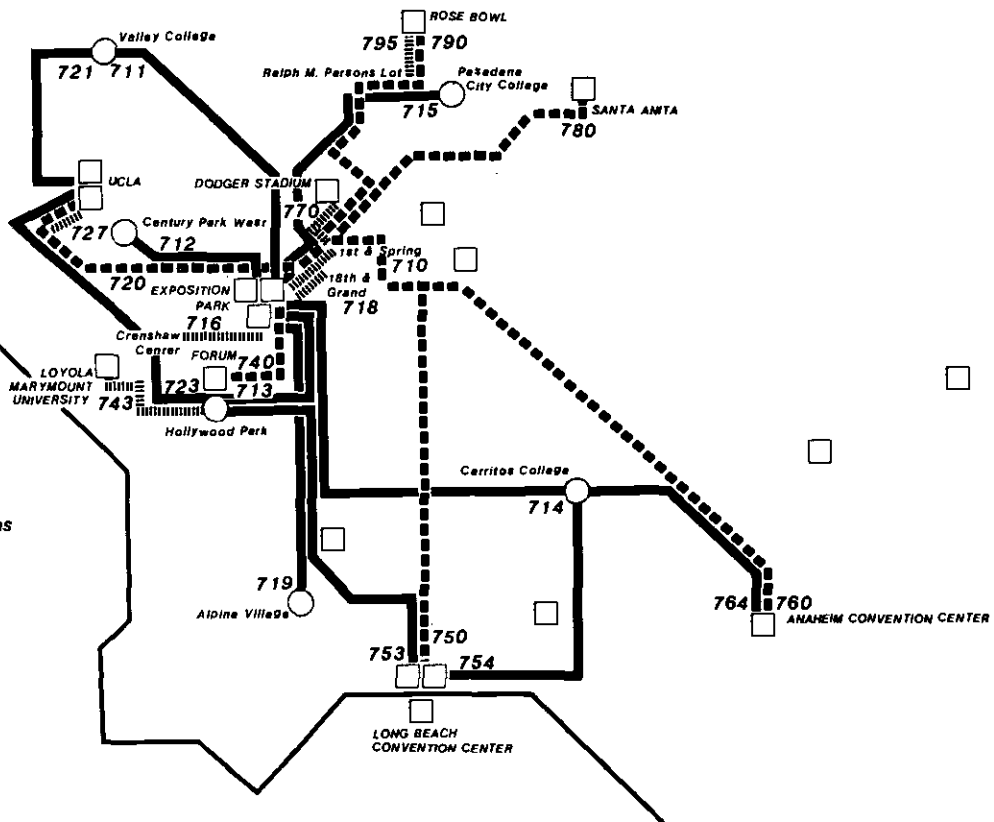 ROSE BOWL
795 790
Valley College
721 711
Ralph M. Persons Lot
Pasadena
City College
715
SANTA ANITA
780
UCLA
DODGER STADIUM
770
727
Century Park West
712
720
1st & Spring
710
18th &
Grand
718
EXPOSITION
PARK
716
Crenshaw
Center
FORUM
740
713
LOYOLA
MARYMOUNT
UNIVERSITY
723
743
Hollywood Park
Cerritos College
714
ns
719
Alpine Village
764 760
ANAHEIM CONVENTION CENTER
750
753
754
LONG BEACH
CONVENTION CENTER